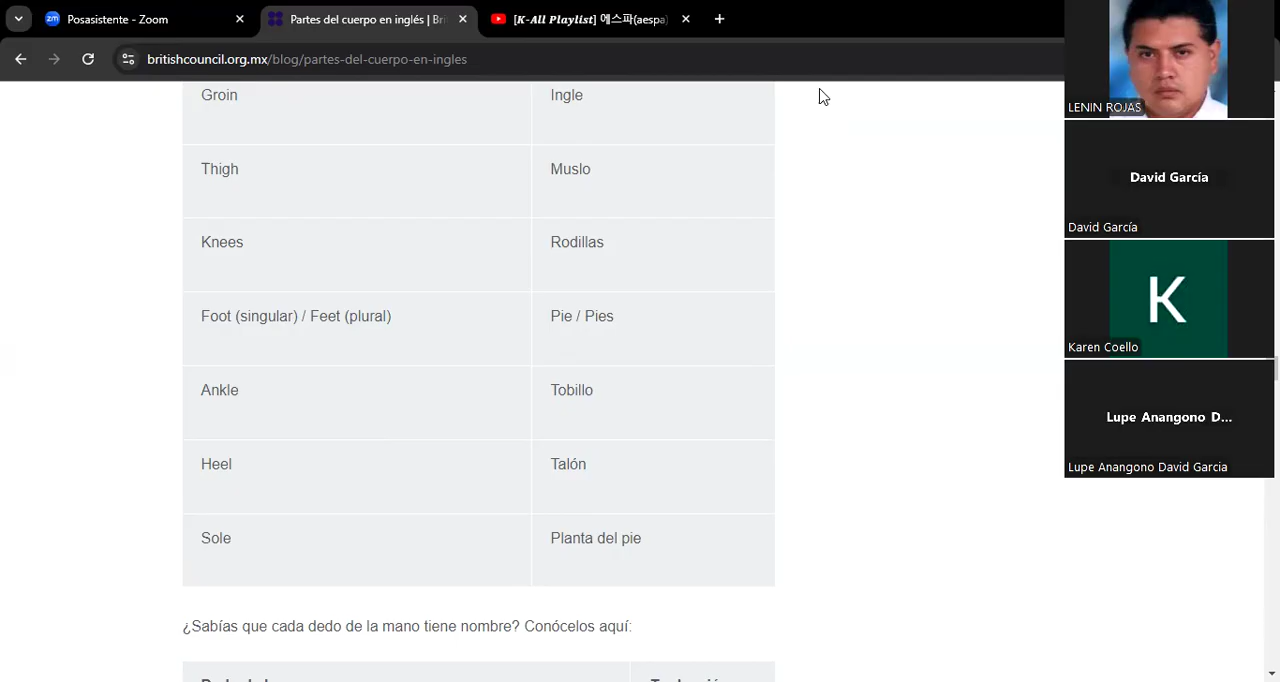 Posasistente - Zoom
Partes del cuerpo en inglés | Bri
[K-All Playlist] 에스파(aespa)
britishcouncil.org.mx/blog/partes-del-cuerpo-en-ingles
Groin Ingle
Thigh Muslo
Knees Rodillas
Foot (singular) / Feet (plural) Pie / Pies
Ankle Tobillo
Heel Talón
Sole Planta del pie
¿Sabías que cada dedo de la mano tiene nombre? Conócelos aquí:
LENIN ROJAS
David García
David García
K
Karen Coello
Lupe Anangono D...
Lupe Anangono David Garcia